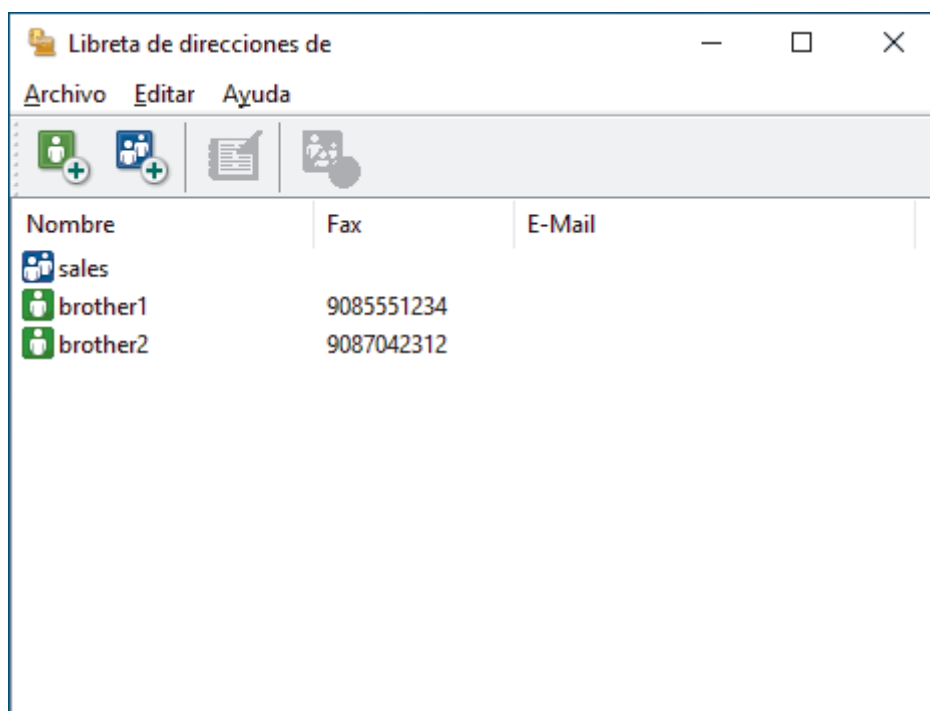 Libreta de direcciones de
Archivo Editar Ayuda
Nombre Fax E-Mail
sales
brother1 9085551234
brother2 9087042312